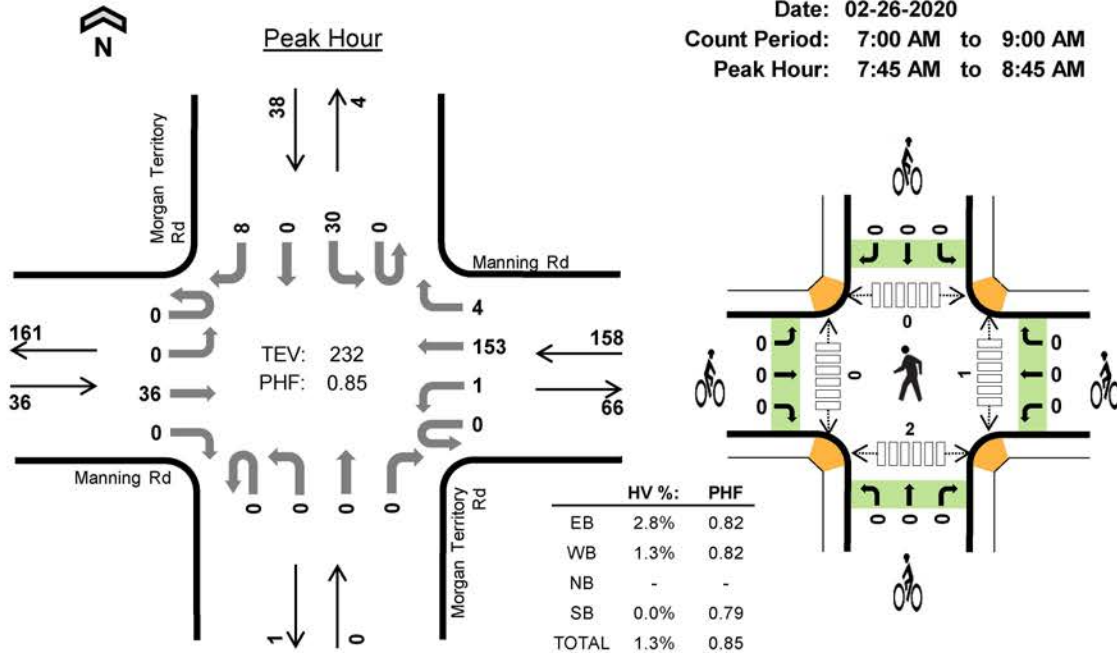 N
Peak Hour
Date: 02-26-2020
Count Period: 7:00 AM to 9:00 AM
Peak Hour: 7:45 AM to 8:45 AM
38
4
Morgan Territory
Rd
8
0
30
0
Manning Rd
0
0
36
0
161
36
TEV: 232
PHF: 0.85
4
153
1
0
158
66
Manning Rd
0
0
0
0
Morgan Territory
Rd
1
0
HV %: PHF
EB 2.8% 0.82
WB 1.3% 0.82
NB - -
SB 0.0% 0.79
TOTAL 1.3% 0.85
0
0
0
0
0
0
0
0
0
1
0
0
0
2
0
0
0